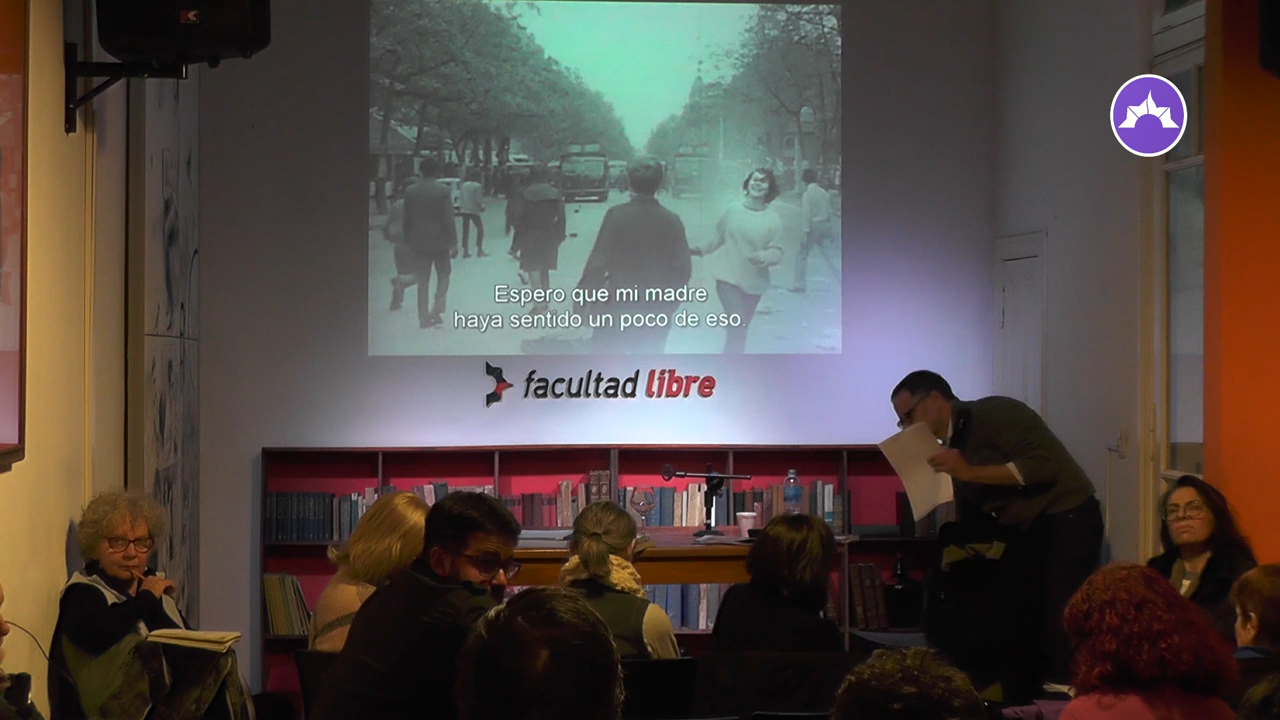 Espero que mi madre
haya sentido un poco de eso.
facultad libre